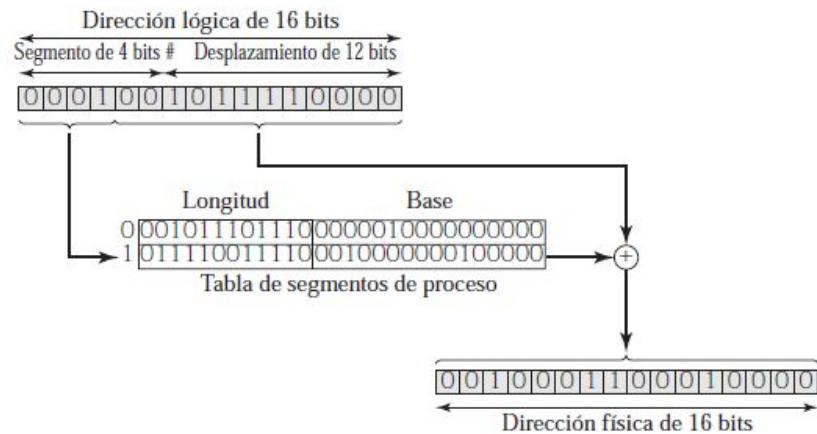 Dirección lógica de 16 bits
Segmento de 4 bits # Desplazamiento de 12 bits
0001001011110000
Longitud Base
0 001011101110 0000010000000000
1 011110011110 0010000000100000
+
Tabla de segmentos de proceso
0010001100010000
Dirección física de 16 bits